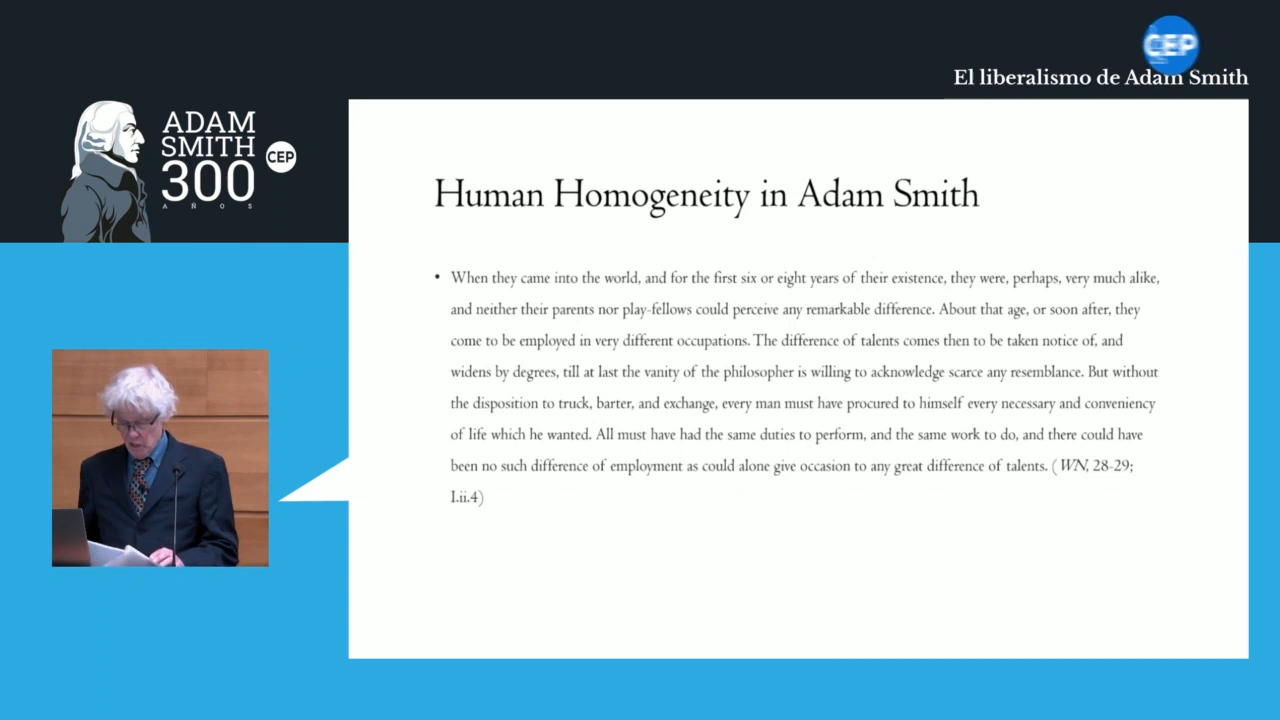 CEP
El liberalismo de Adam Smith
ADAM
SMITH
300
AÑOS
CEP
Human Homogeneity in Adam Smith
• When they came into the world, and for the first six or eight years of their existence, they were, perhaps, very much alike,
and neither their parents nor play-fellows could perceive any remarkable difference. About that age, or soon after, they
come to be employed in very different occupations. The difference of talents comes then to be taken notice of, and
widens by degrees, till at last the vanity of the philosopher is willing to acknowledge scarce any resemblance. But without
the disposition to truck, barter, and exchange, every man must have procured to himself every necessary and conveniency
of life which he wanted. All must have had the same duties to perform, and the same work to do, and there could have
been no such difference of employment as could alone give occasion to any great difference of talents. ( WN, 28-29;
I.ii.4)